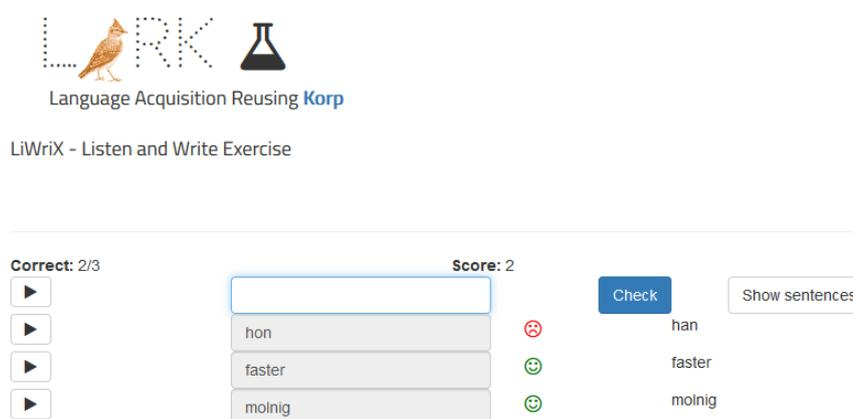 LARK
Language Acquisition Reusing Korp
LiWriX - Listen and Write Exercise
Correct: 2/3 Score: 2
Check Show sentences
hon han
faster faster
molnig molnig